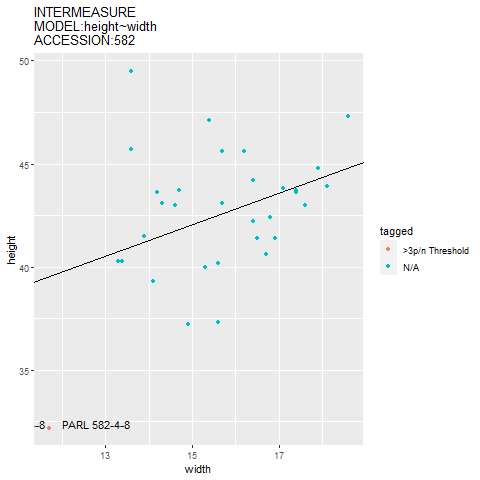 INTERMEASURE
MODEL:height~width
ACCESSION:582
50
45
40
35
height
–8 PARL 582-4-8
13 15 17
width
tagged
>3p/n Threshold
N/A